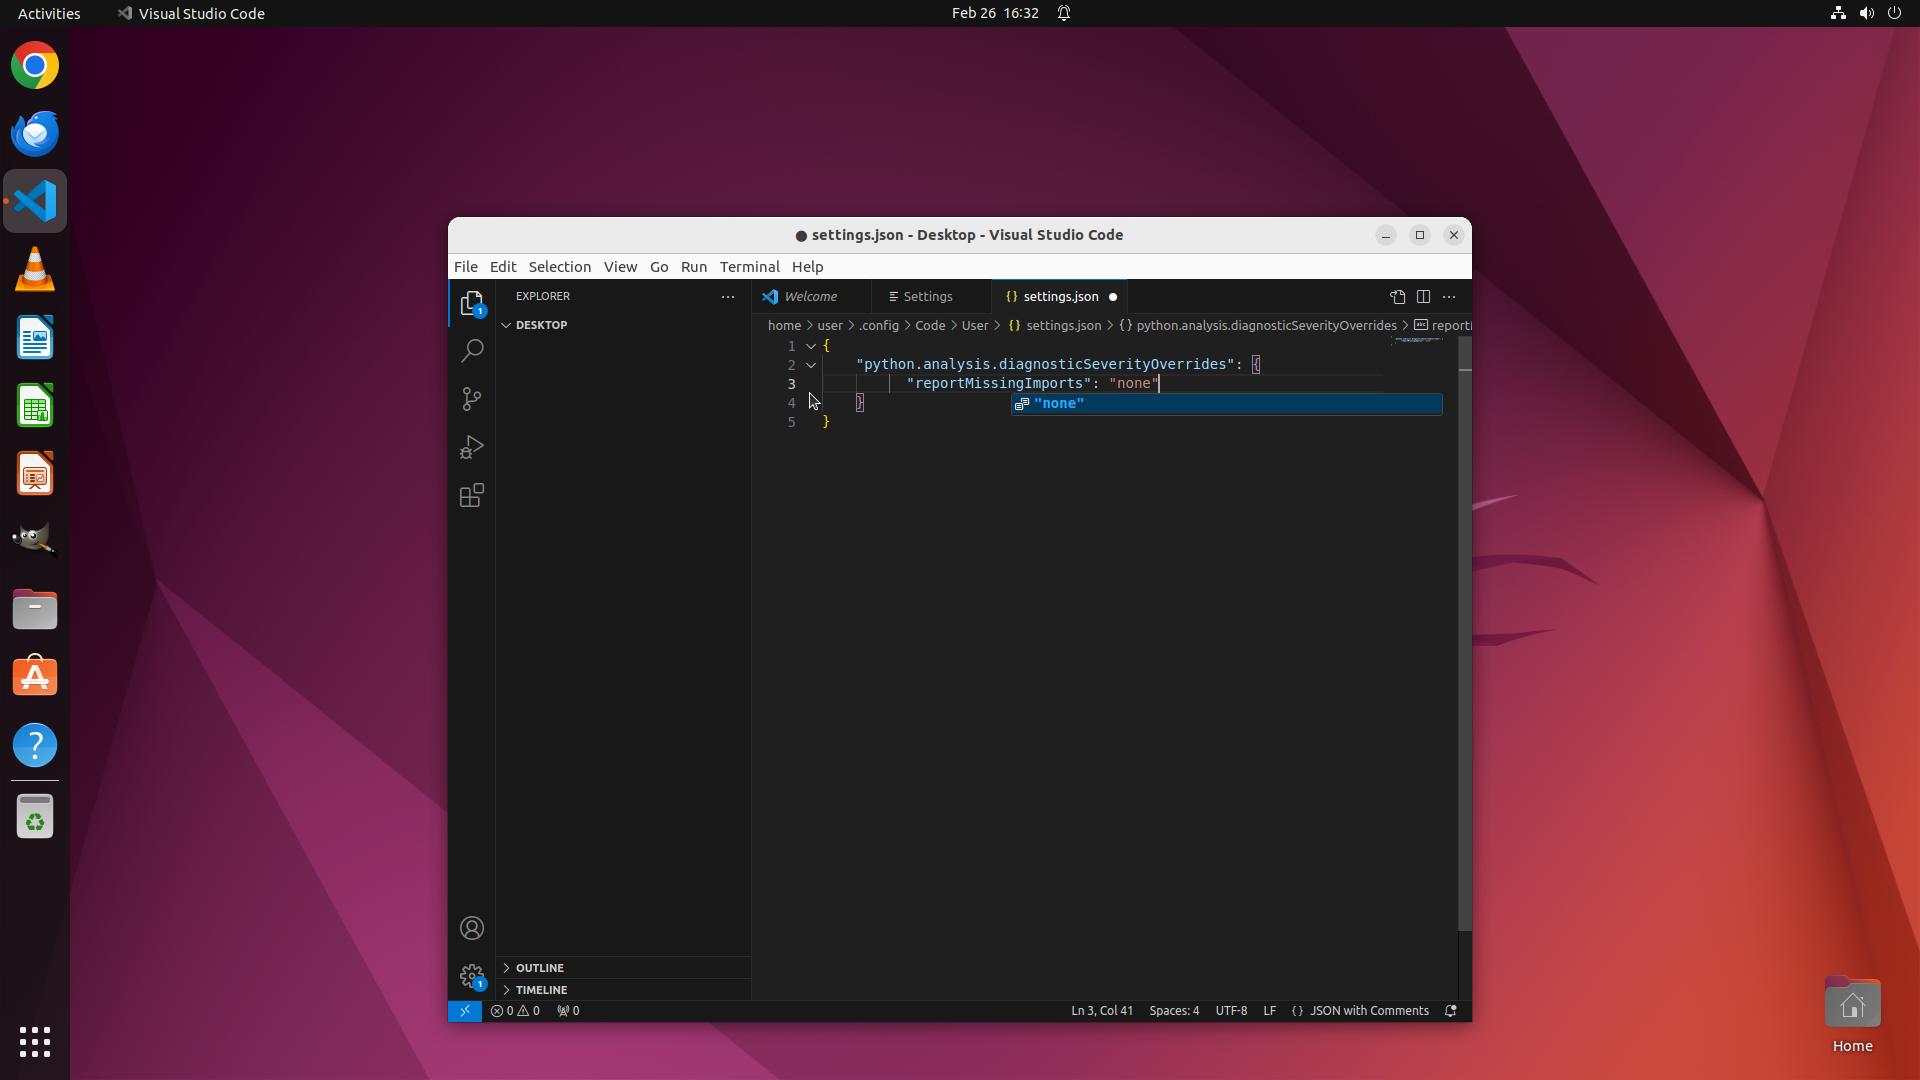 Activities
Visual Studio Code
Feb 26 16:32
● settings.json - Desktop - Visual Studio Code
File Edit Selection View Go Run Terminal Help
1
EXPLORER
Welcome
Settings
{} settings.json
DESKTOP
home > user > .config > Code > User > {} settings.json > {} python.analysis.diagnosticSeverityOverrides > abc reporti
1 {
2 "python.analysis.diagnosticSeverityOverrides": {
3 "reportMissingImports": "none"
4 }
"none"
5 }
OUTLINE
1
TIMELINE
0 0 0
Ln 3, Col 41
Spaces: 4
UTF-8
LF
{} JSON with Comments
Home